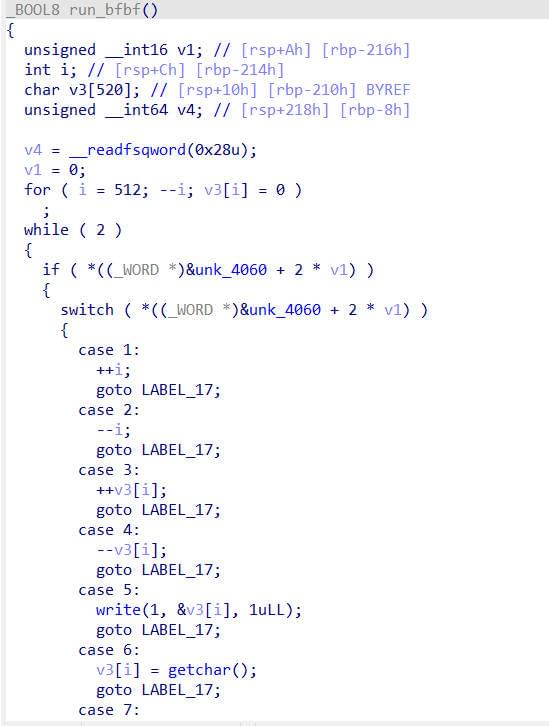 _BOOL8 run_bfbf()
{
unsigned __int16 v1; // [rsp+Ah] [rbp-216h]
int i; // [rsp+Ch] [rbp-214h]
char v3[520]; // [rsp+10h] [rbp-210h] BYREF
unsigned __int64 v4; // [rsp+218h] [rbp-8h]
v4 = __readfsqword(0x28u);
v1 = 0;
for ( i = 512; --i; v3[i] = 0 )
;
while ( 2 )
{
if ( *((_WORD *)&unk_4060 + 2 * v1) )
{
switch ( *((_WORD *)&unk_4060 + 2 * v1) )
{
case 1:
++i;
goto LABEL_17;
case 2:
--i;
goto LABEL_17;
case 3:
++v3[i];
goto LABEL_17;
case 4:
--v3[i];
goto LABEL_17;
case 5:
write(1, &v3[i], 1uLL);
goto LABEL_17;
case 6:
v3[i] = getchar();
goto LABEL_17;
case 7: